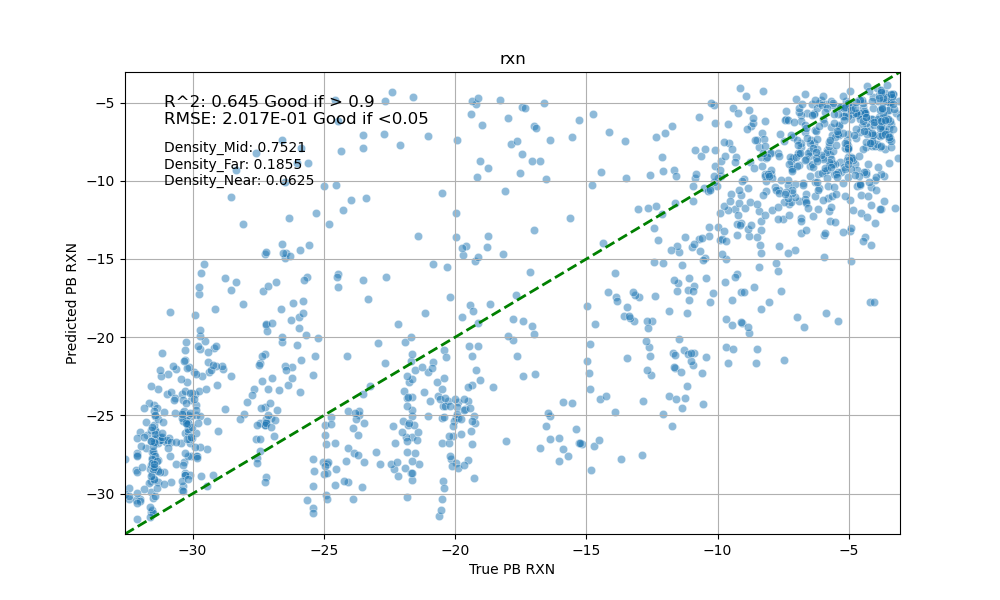 rxn
R^2: 0.645 Good if > 0.9
RMSE: 2.017E-01 Good if <0.05
Density_Mid: 0.7521
Density_Far: 0.1855
Density_Near: 0.0625
Predicted PB RXN
−5
−10
−15
−20
−25
−30
−30
−25
−20
−15
−10
−5
True PB RXN